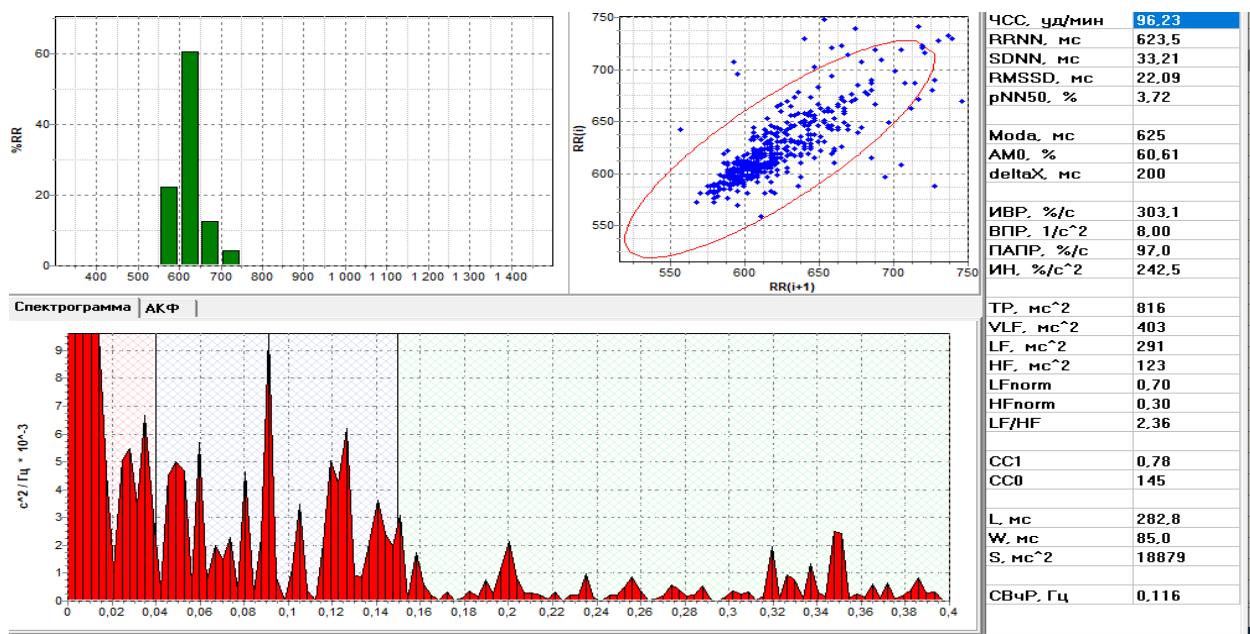 %RR
60
40
20
0
400 500 600 700 800 900 1 000 1 100 1 200 1 300 1 400
RR(i)
750
700
650
600
550
550 600 650 700 750
RR(i+1)
ЧСС, уд/мин 96,23
RRNN, мс 623,5
SDNN, мс 33,21
RMSSD, мс 22,09
pNN50, % 3,72
Moda, мс 625
AM0, % 60,61
deltaX, мс 200
ИВР, %/с 303,1
ВПР, 1/с^2 8,00
ПАПР, %/с 97,0
ИН, %/с^2 242,5
TP, мс^2 816
VLF, мс^2 403
LF, мс^2 291
HF, мс^2 123
LFnorm 0,70
HFnorm 0,30
LF/HF 2,36
CC1 0,78
CC0 145
L, мс 282,8
W, мс 85,0
S, мс^2 18879
СВчР, Гц 0,116
Спектрограмма АКФ
с^2 / Гц * 10^-3
9
8
7
6
5
4
3
2
1
0
0 0,02 0,04 0,06 0,08 0,1 0,12 0,14 0,16 0,18 0,2 0,22 0,24 0,26 0,28 0,3 0,32 0,34 0,36 0,38 0,4